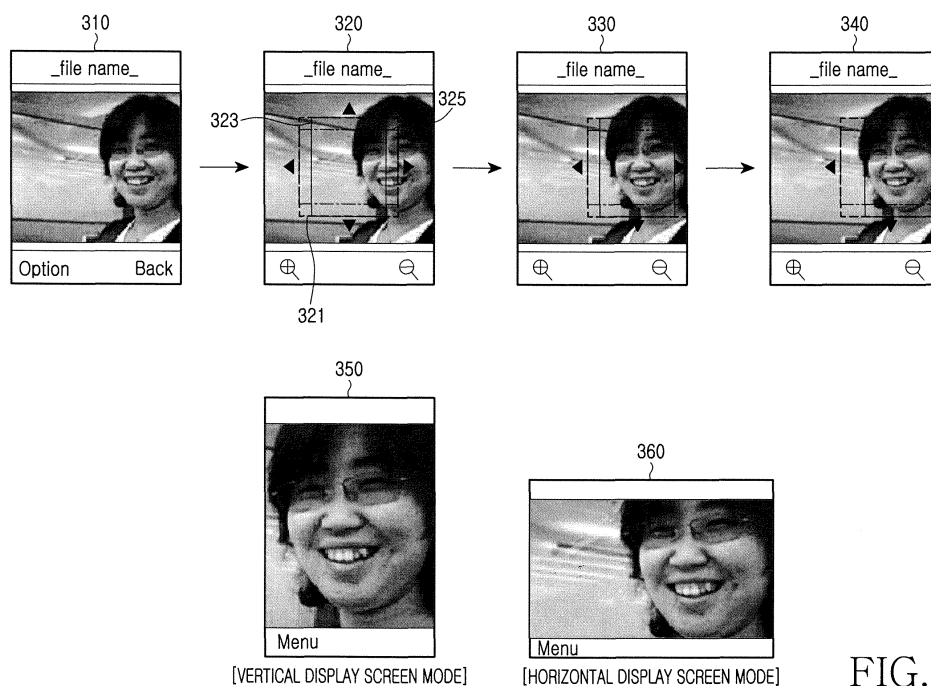 310
320
330
340
_file name_
_file name_
_file name_
_file name_
323
325
Option
Back
321
350
360
Menu
Menu
[VERTICAL DISPLAY SCREEN MODE]
[HORIZONTAL DISPLAY SCREEN MODE]
FIG.